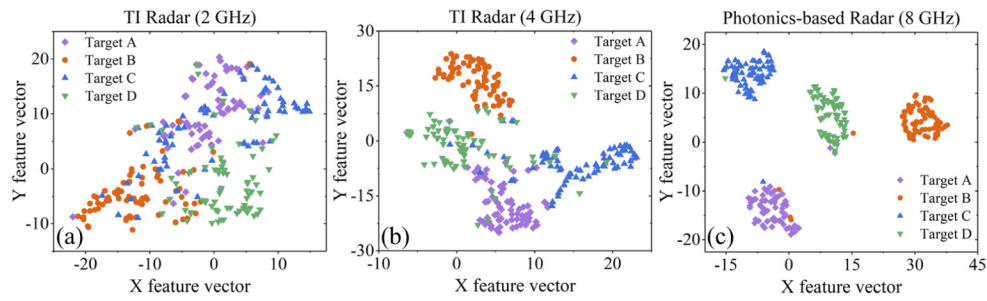 TI Radar (2 GHz)
Target A
Target B
Target C
Target D
20
10
0
-10
-20
-10
0
10
Y feature vector
X feature vector
(a)
TI Radar (4 GHz)
Target A
Target B
Target C
Target D
30
15
0
-15
-30
-10
0
10
20
Y feature vector
X feature vector
(b)
Photonics-based Radar (8 GHz)
Target A
Target B
Target C
Target D
20
10
0
-10
-20
-15
0
15
30
45
Y feature vector
X feature vector
(c)